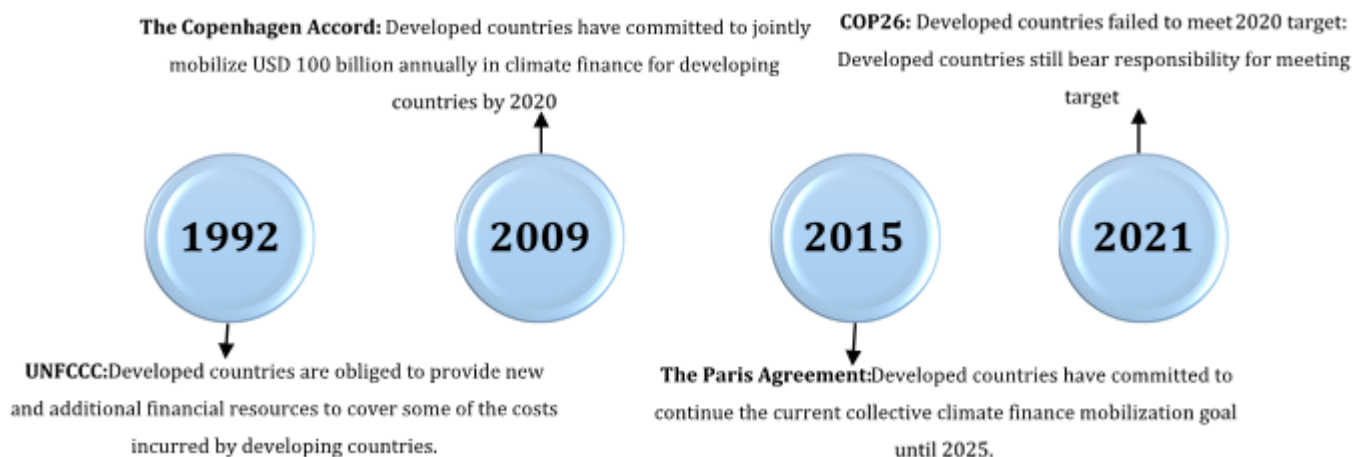 The Copenhagen Accord: Developed countries have committed to jointly
mobilize USD 100 billion annually in climate finance for developing
countries by 2020
COP26: Developed countries failed to meet 2020 target:
Developed countries still bear responsibility for meeting
target
1992
2009
2015
2021
UNFCCC:Developed countries are obliged to provide new
and additional financial resources to cover some of the costs
incurred by developing countries.
The Paris Agreement:Developed countries have committed to
continue the current collective climate finance mobilization goal
until 2025.